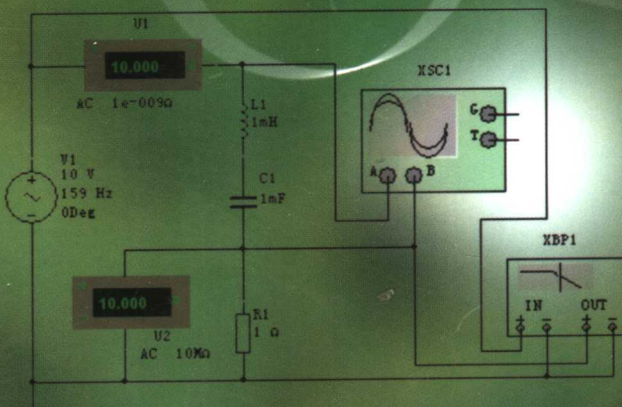 U1
10.000
AC 1e-009Ω
L1
1mH
XSC1
G
T
A
B
V1
10 V
159 Hz
0Deg
C1
1mF
XBP1
IN
OUT
10.000
U2
AC 10MΩ
R1
1 Ω